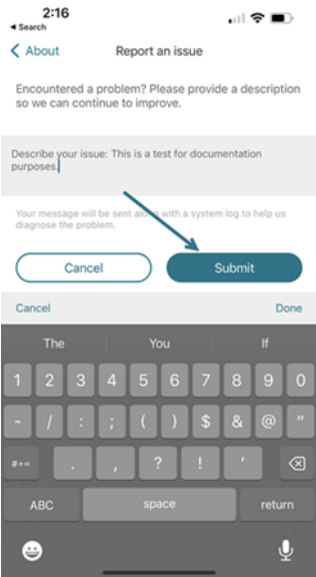 2:16
Search
About
Report an issue
Encountered a problem? Please provide a description
so we can continue to improve.
Describe your issue: This is a test for documentation
purposes.
Your message will be sent along with a system log to help us
diagnose the problem.
Cancel
Submit
Cancel
Done
The You If
1 2 3 4 5 6 7 8 9 0
- / : ; ( ) $ & @ "
#+= . , ? ! '
ABC space return